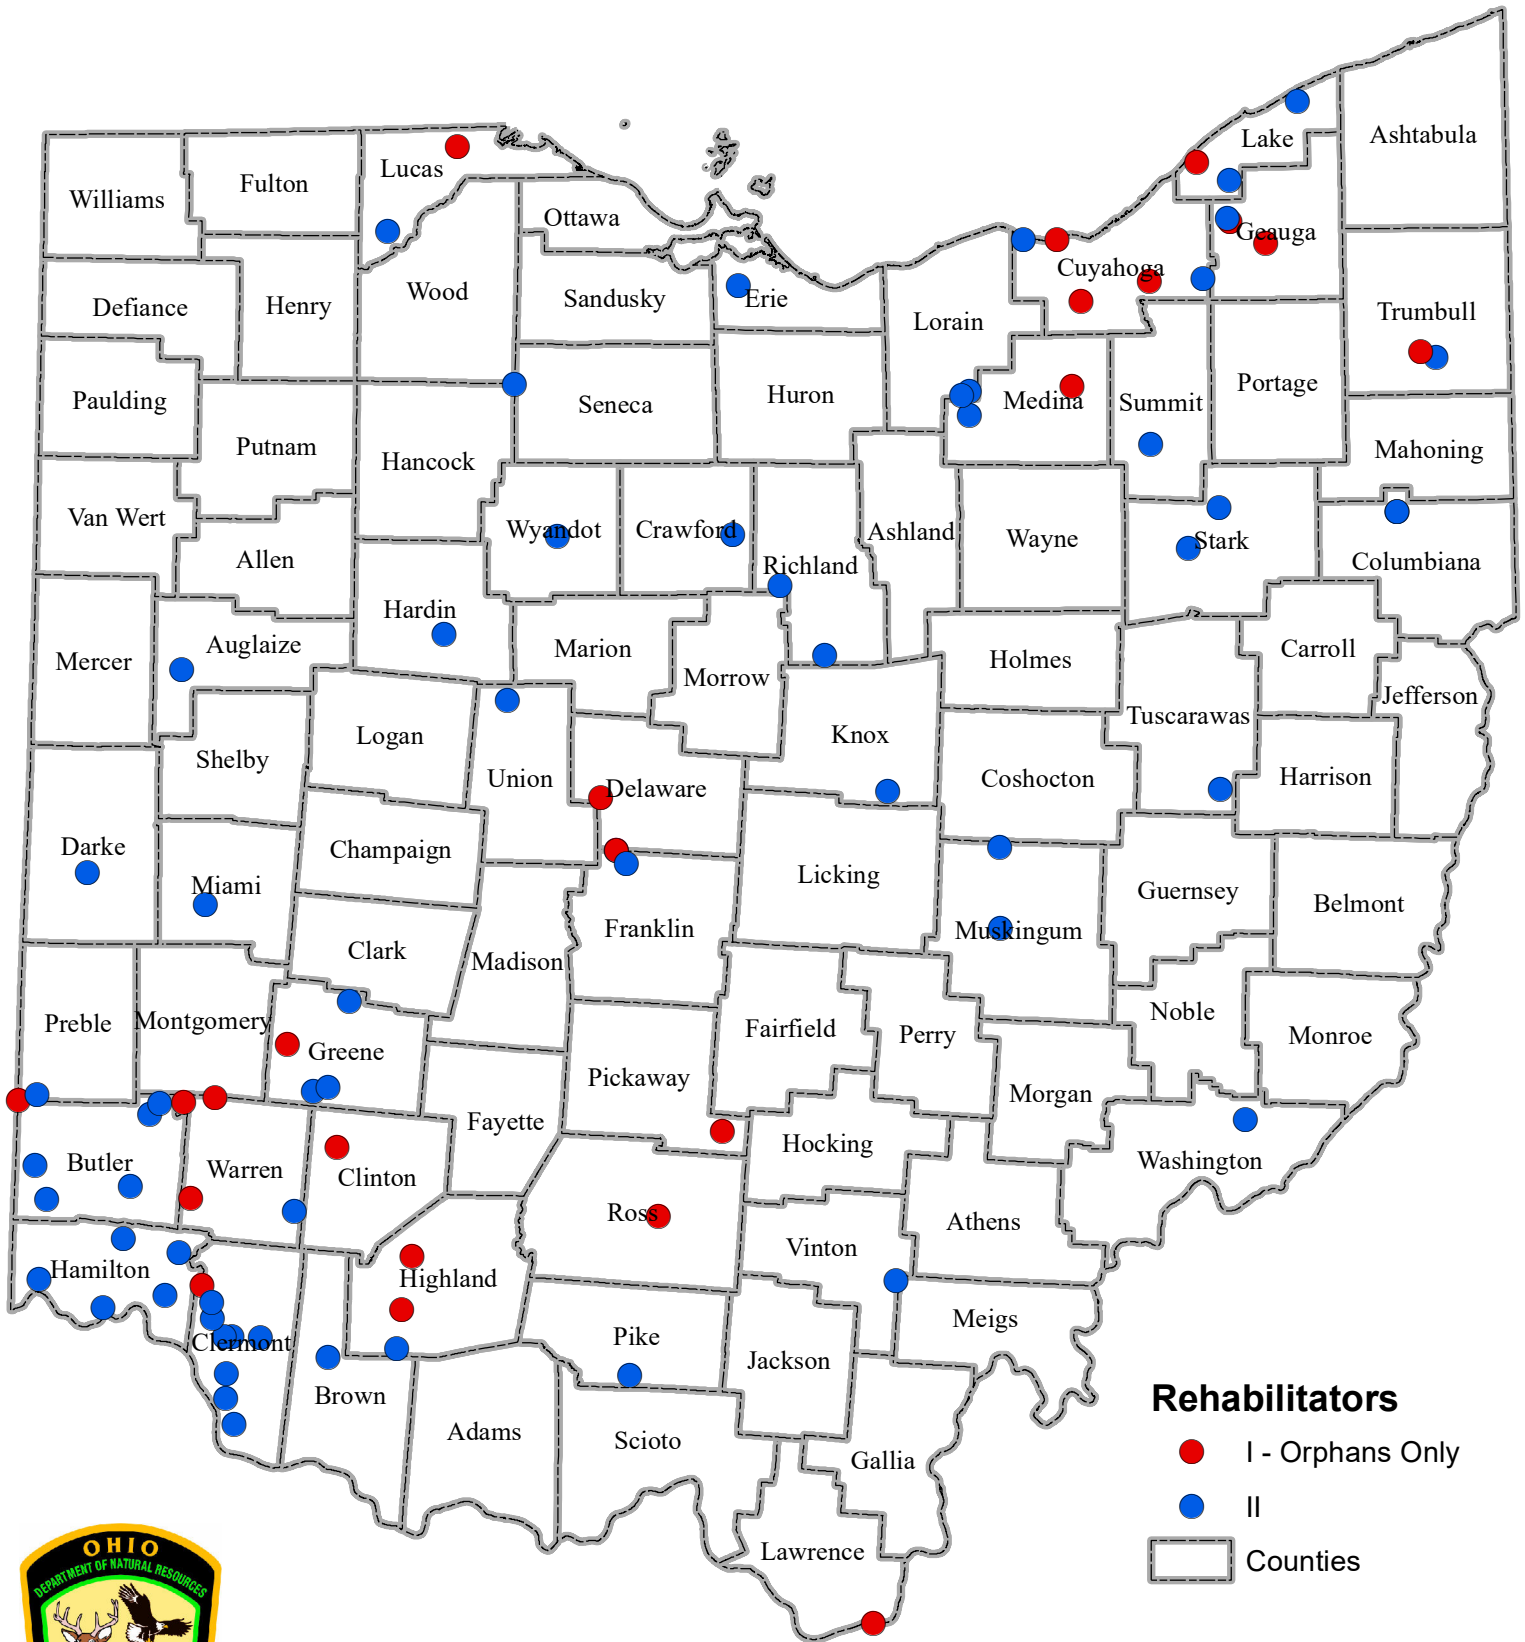 Lake
Ashtabula
Lucas
Fulton
Williams
Ottawa
Geauga
Cuyahoga
Wood
Sandusky
Erie
Henry
Defiance
Lorain
Trumbull
Portage
Huron
Paulding
Medina
Summit
Seneca
Putnam
Mahoning
Hancock
Van Wert
Wyandot
Crawford
Ashland
Wayne
Stark
Allen
Richland
Columbiana
Hardin
Auglaize
Marion
Carroll
Mercer
Holmes
Morrow
Jefferson
Tuscarawas
Logan
Knox
Shelby
Union
Coshocton
Harrison
Delaware
Darke
Champaign
Licking
Miami
Guernsey
Belmont
Franklin
Muskingum
Clark
Madison
Noble
Preble
Montgomery
Fairfield
Perry
Monroe
Greene
Pickaway
Morgan
Fayette
Hocking
Butler
Warren
Washington
Clinton
Ross
Athens
Vinton
Hamilton
Highland
Meigs
Pike
Clermont
Jackson
Brown
Adams
Scioto
Gallia
Lawrence
Rehabilitators
I - Orphans Only
II
Counties
OHIO
DEPARTMENT OF NATURAL RESOURCES